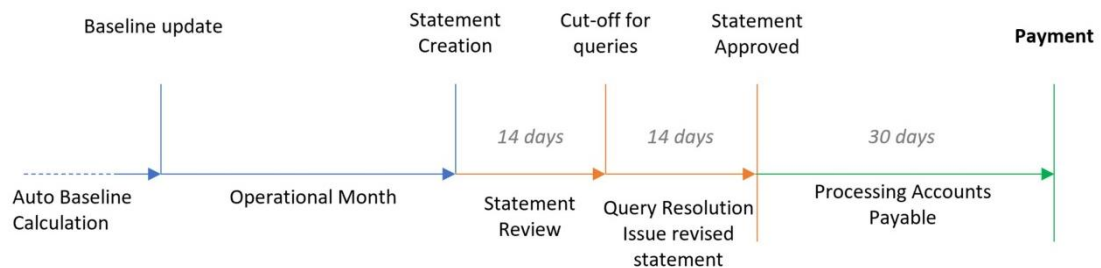 Baseline update
Statement
Creation
Cut-off for
queries
Statement
Approved
Payment
14 days
14 days
30 days
Auto Baseline
Calculation
Operational Month
Statement
Review
Query Resolution
Issue revised
statement
Processing Accounts
Payable